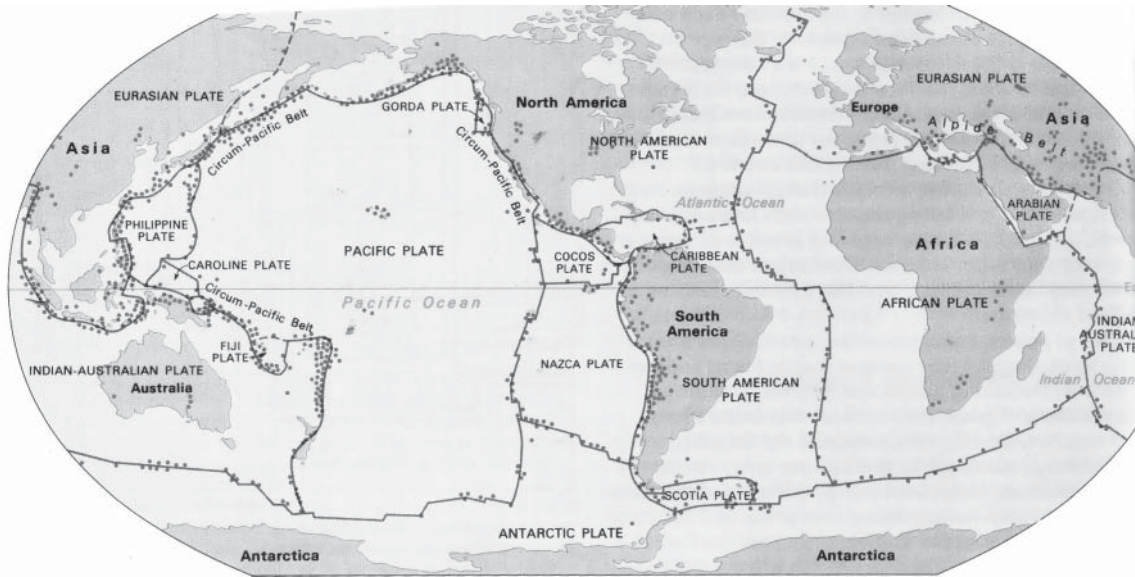 EURASIAN PLATE
Asia
Circum-Pacific Belt
GORDA PLATE
Circum-Pacific Belt
North America
NORTH AMERICAN
PLATE
Atlantic Ocean
EURASIAN PLATE
Europe
Alpide Belt
Asia
ARABIAN
PLATE
PHILIPPINE
PLATE
CAROLINE PLATE
PACIFIC PLATE
COCOS
PLATE
CARIBBEAN
PLATE
Africa
Circum-Pacific Belt
Pacific Ocean
South
America
AFRICAN PLATE
FIJI
PLATE
INDIAN-AUSTRALIAN PLATE
Australia
NAZCA PLATE
SOUTH AMERICAN
PLATE
INDIAN
AUSTRAL
PLATE
Indian Ocean
SCOTIA PLATE
ANTARCTIC PLATE
Antarctica
Antarctica